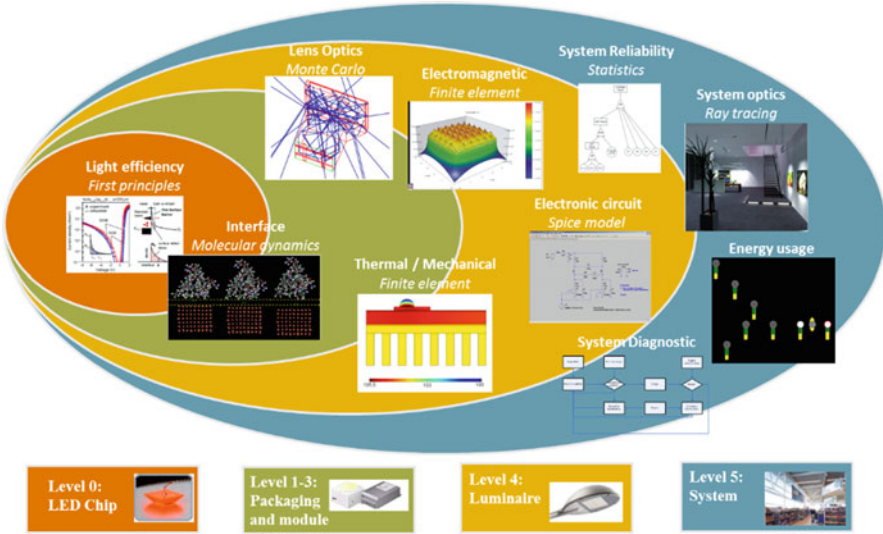 Lens Optics
Monte Carlo
Electromagnetic
Finite element
System Reliability
Statistics
System optics
Ray tracing
Light efficiency
First principles
Interface
Molecular dynamics
Thermal / Mechanical
Finite element
Electronic circuit
Spice model
Energy usage
System Diagnostic
Level 0:
LED Chip
Level 1-3:
Packaging
and module
Level 4:
Luminaire
Level 5:
System